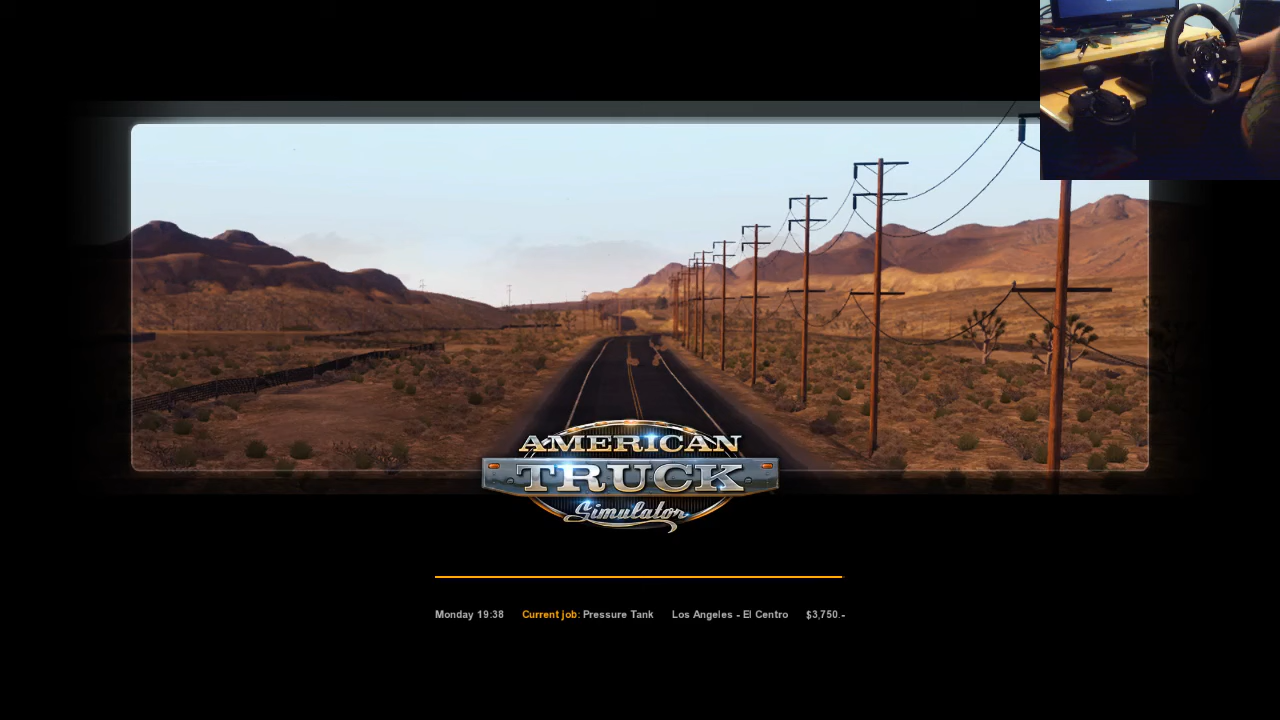 AMERICAN
TRUCK
Simulator
Monday 19:38 Current job: Pressure Tank Los Angeles - El Centro $3,750.-